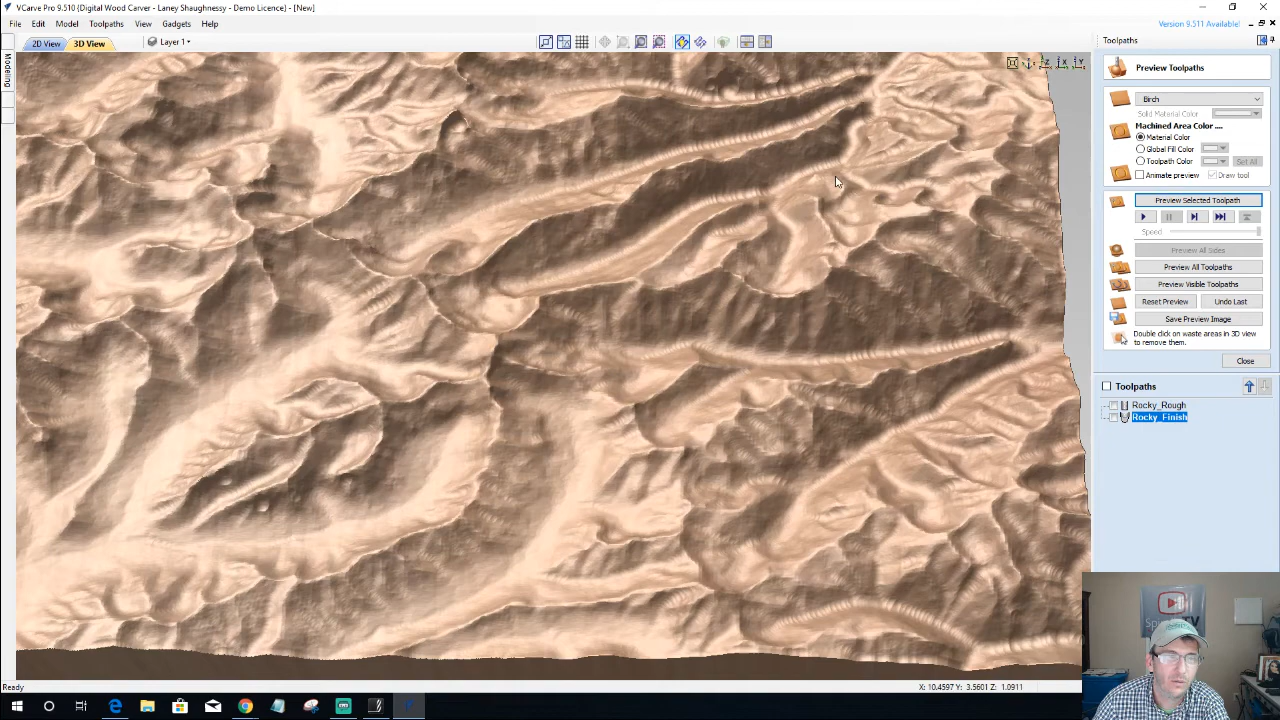 VCarve Pro 9.510 {Digital Wood Carver - Laney Shaughnessy - Demo Licence} - [New]
File Edit Model Toolpaths View Gadgets Help
Version 9.511 Available!
2D View 3D View Layer 1
Toolpaths
Modeling
Preview Toolpaths
Birch
Solid Material Color
Machined Area Color ....
Material Color
Global Fill Color
Toolpath Color Set All
Animate preview Draw tool
Preview Selected Toolpath
Speed
Preview All Sides
Preview All Toolpaths
Preview Visible Toolpaths
Reset Preview Undo Last
Save Preview Image
Double click on waste areas in 3D view
to remove them.
Close
Toolpaths
Rocky_Rough
Rocky_Finish
Ready
X: 10.4597 Y: 3.5601 Z: 1.0911